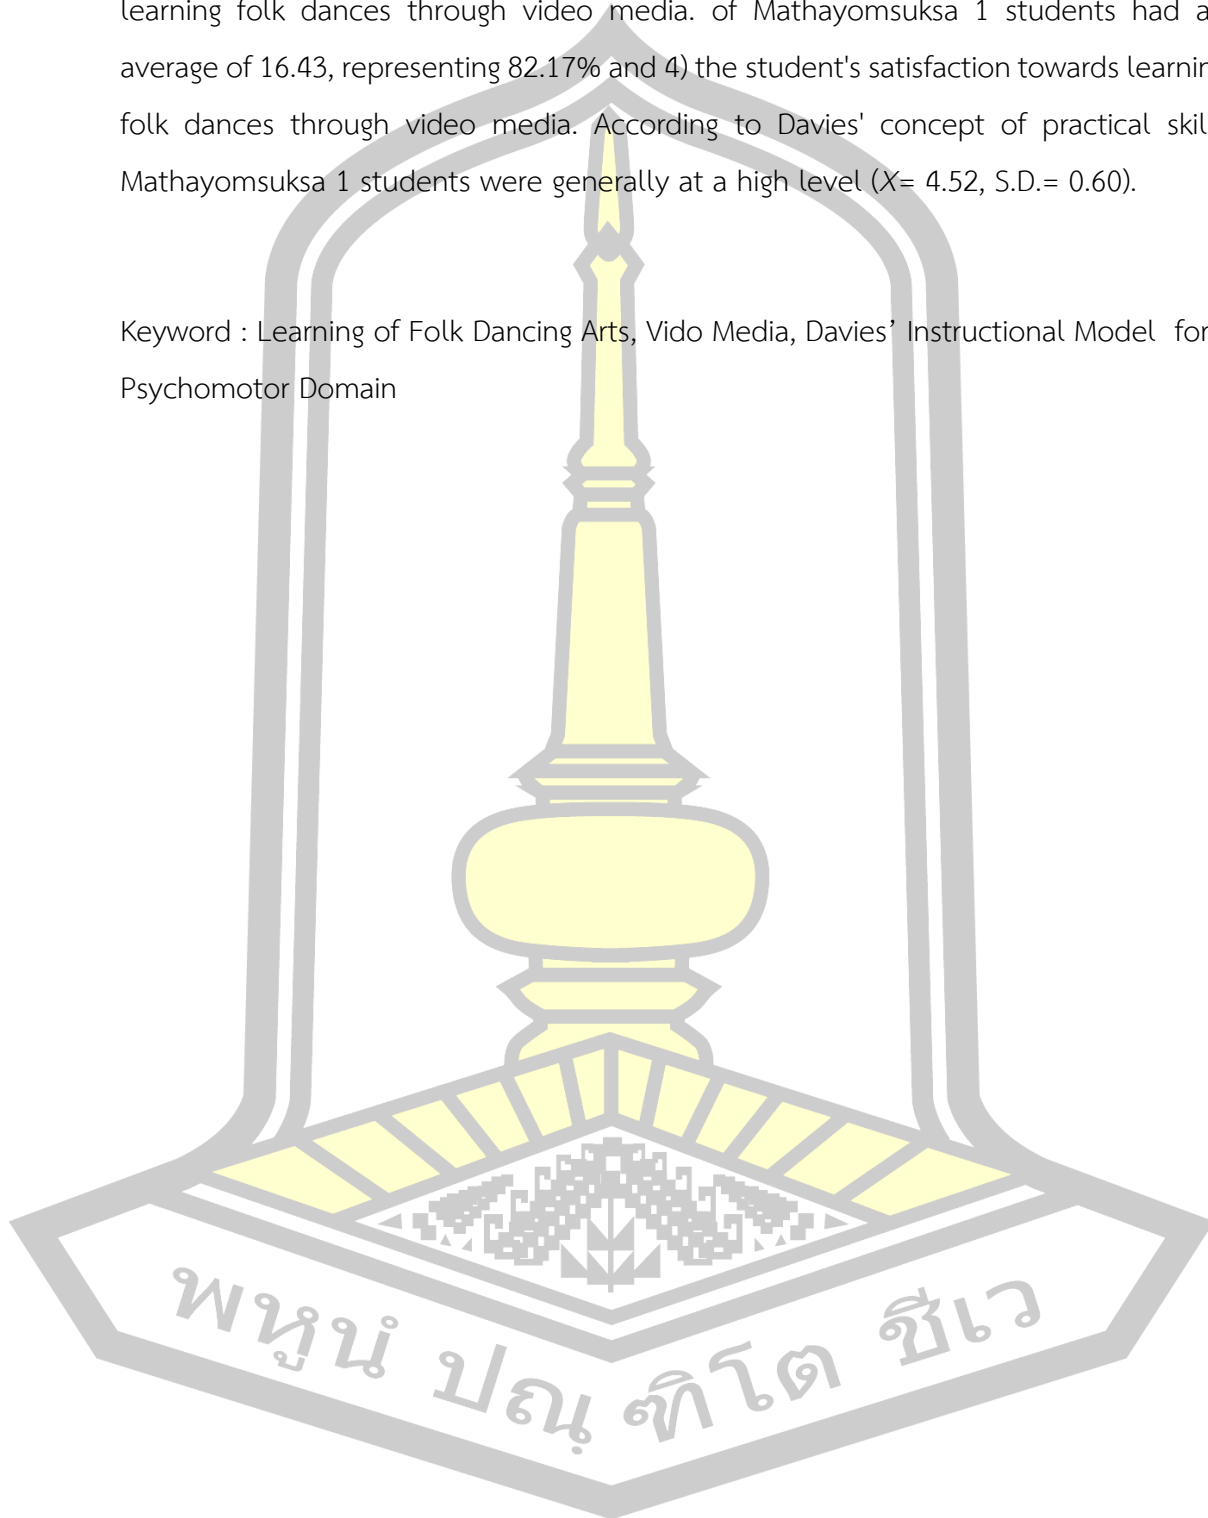 learning folk dances through video media. of Mathayomsuksa 1 students had a
average of 16.43, representing 82.17% and 4) the student's satisfaction towards learnin
folk dances through video media. According to Davies' concept of practical skil
Mathayomsuksa 1 students were generally at a high level (X= 4.52, S.D.= 0.60).
Keyword : Learning of Folk Dancing Arts, Vido Media, Davies’ Instructional Model for
Psychomotor Domain
พหูนํ ปณฺฑิโต ชีเว